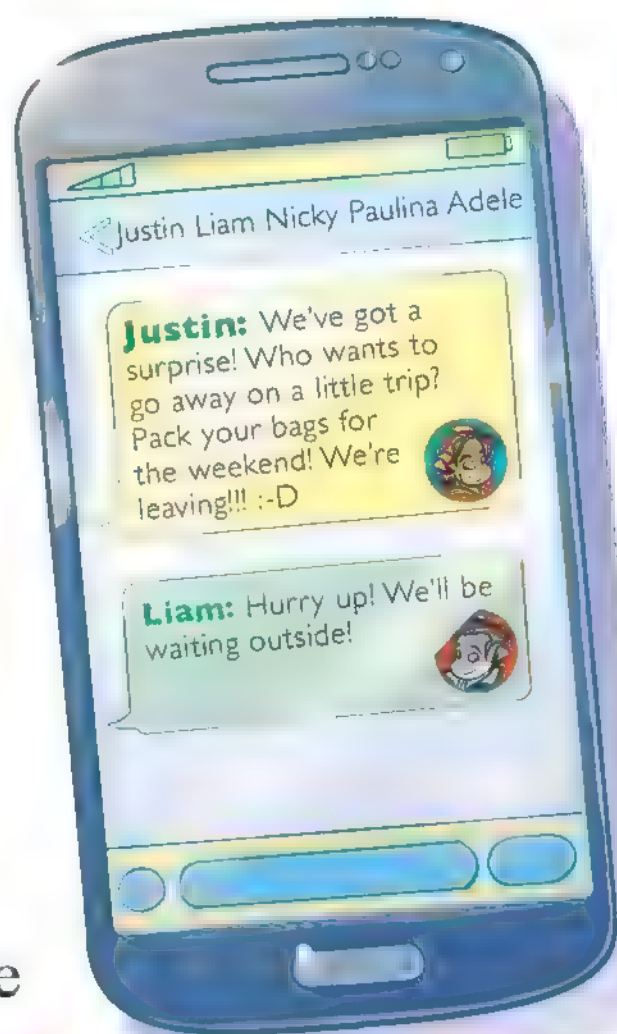 Justin Liam Nicky Paulina Adele
Justin: We've got a
surprise! Who wants to
go away on a little trip?
Pack your bags for
the weekend! We're
leaving!!! :-D
Liam: Hurry up! We'll be
waiting outside!
e